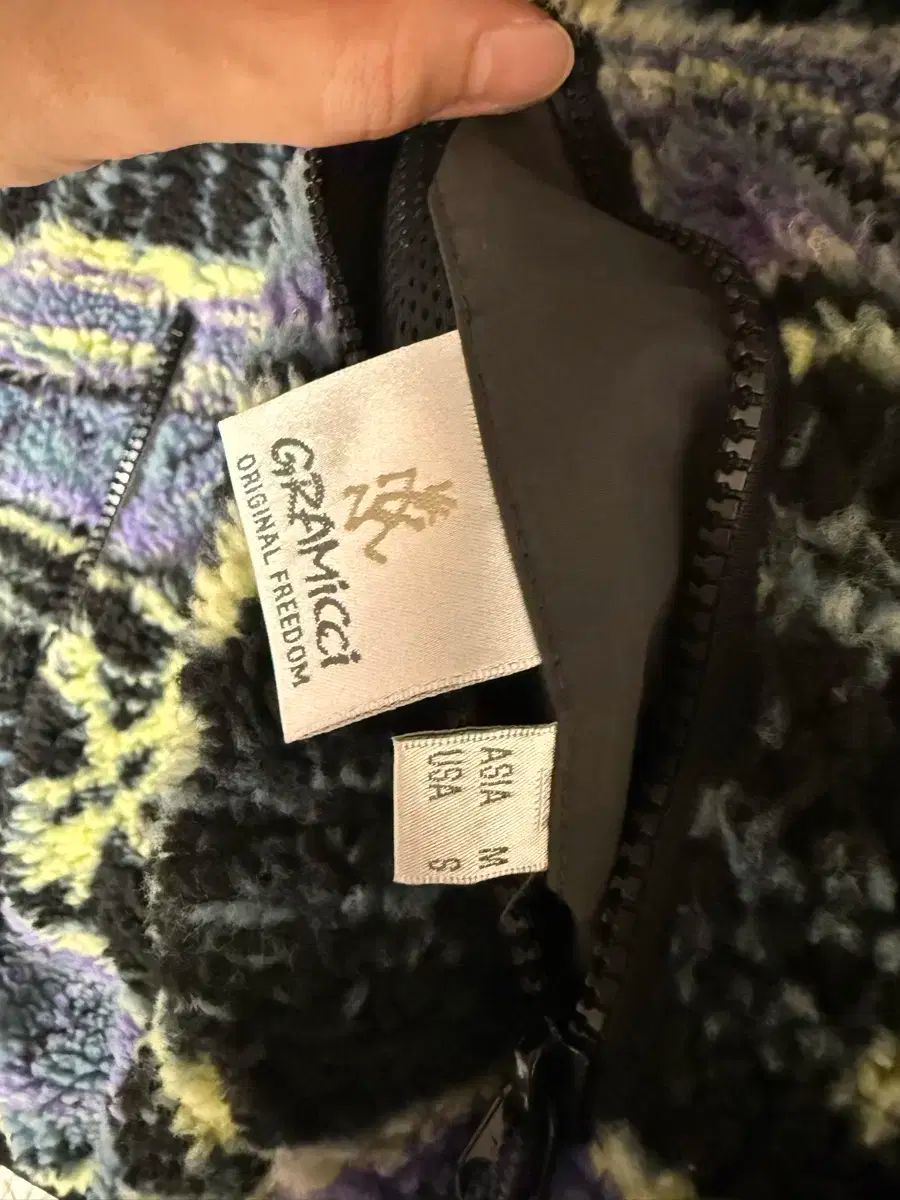 GRAMiCCi
ORIGINAL FREEDOM
ASIA M
USA S